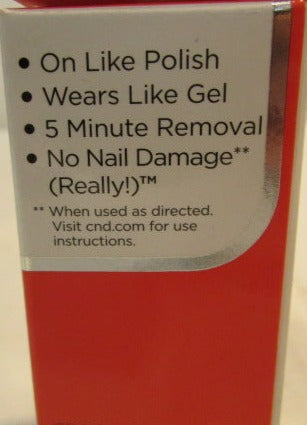 • On Like Polish
• Wears Like Gel
• 5 Minute Removal
• No Nail Damage**
(Really!)™
** When used as directed.
Visit cnd.com for use
instructions.